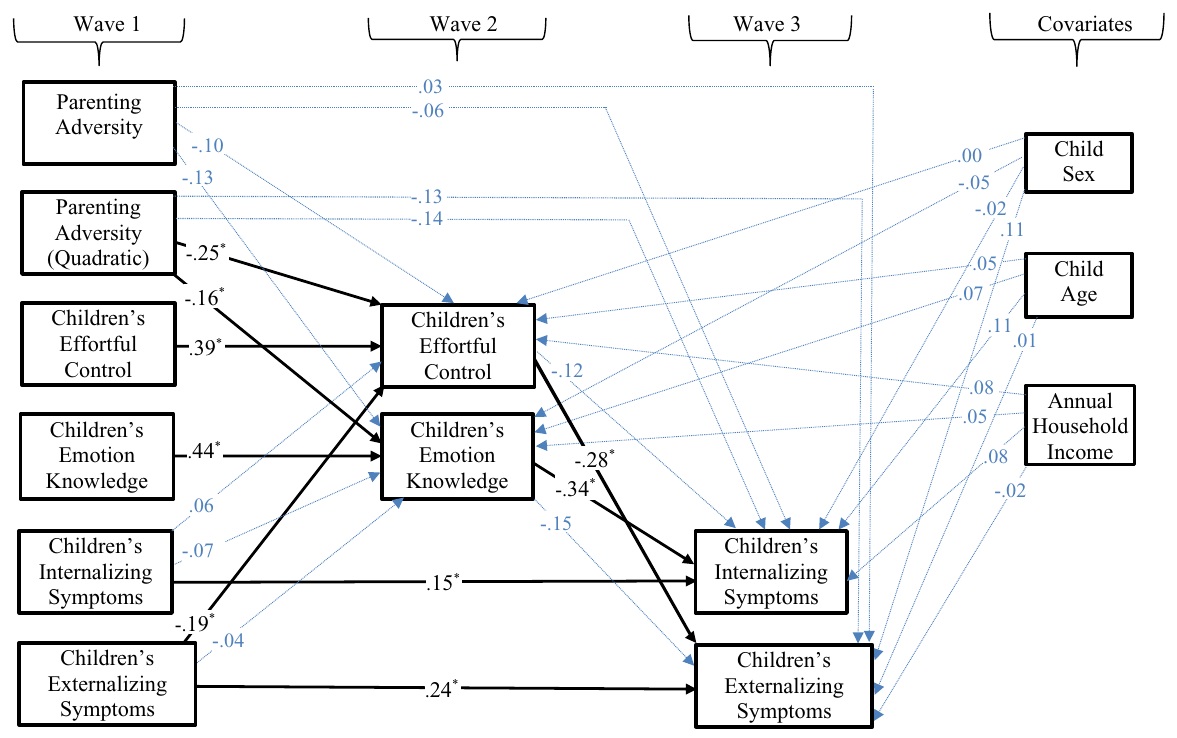 Wave 1
Wave 2
Wave 3
Covariates
Parenting
Adversity
Parenting
Adversity
(Quadratic)
Children’s
Effortful
Control
Children’s
Emotion
Knowledge
Children’s
Internalizing
Symptoms
Children’s
Externalizing
Symptoms
Children’s
Effortful
Control
Children’s
Emotion
Knowledge
Children’s
Internalizing
Symptoms
Children’s
Externalizing
Symptoms
Child
Sex
Child
Age
Annual
Household
Income
.03
-.06
-.10
-.13
-.13
-.14
-.25*
-.16*
.39*
.44*
.06
-.07
.15*
-.19*
-.04
.24*
-.12
-.28*
-.34*
-.15
.00
-.05
-.02
.11
.05
.07
.11
.01
.08
.05
.08
-.02